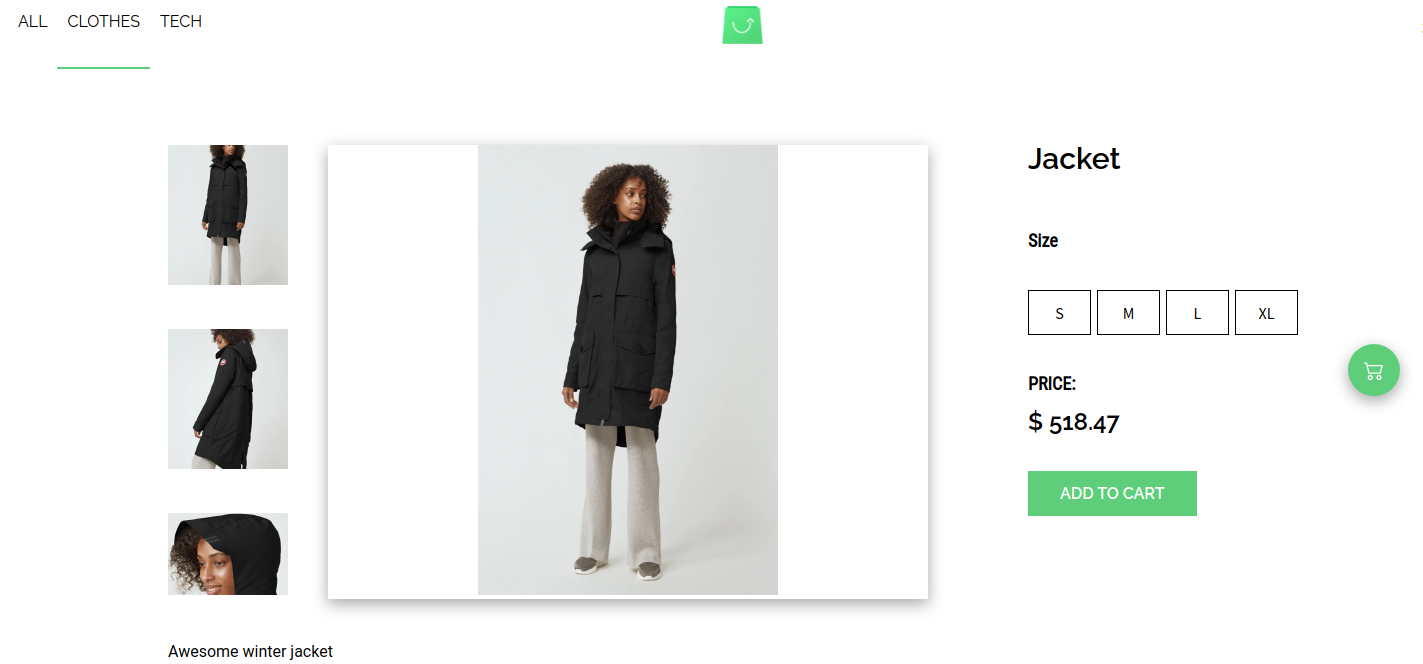 ALL CLOTHES TECH
Jacket
Size
S M L XL
PRICE:
$ 518.47
ADD TO CART
Awesome winter jacket